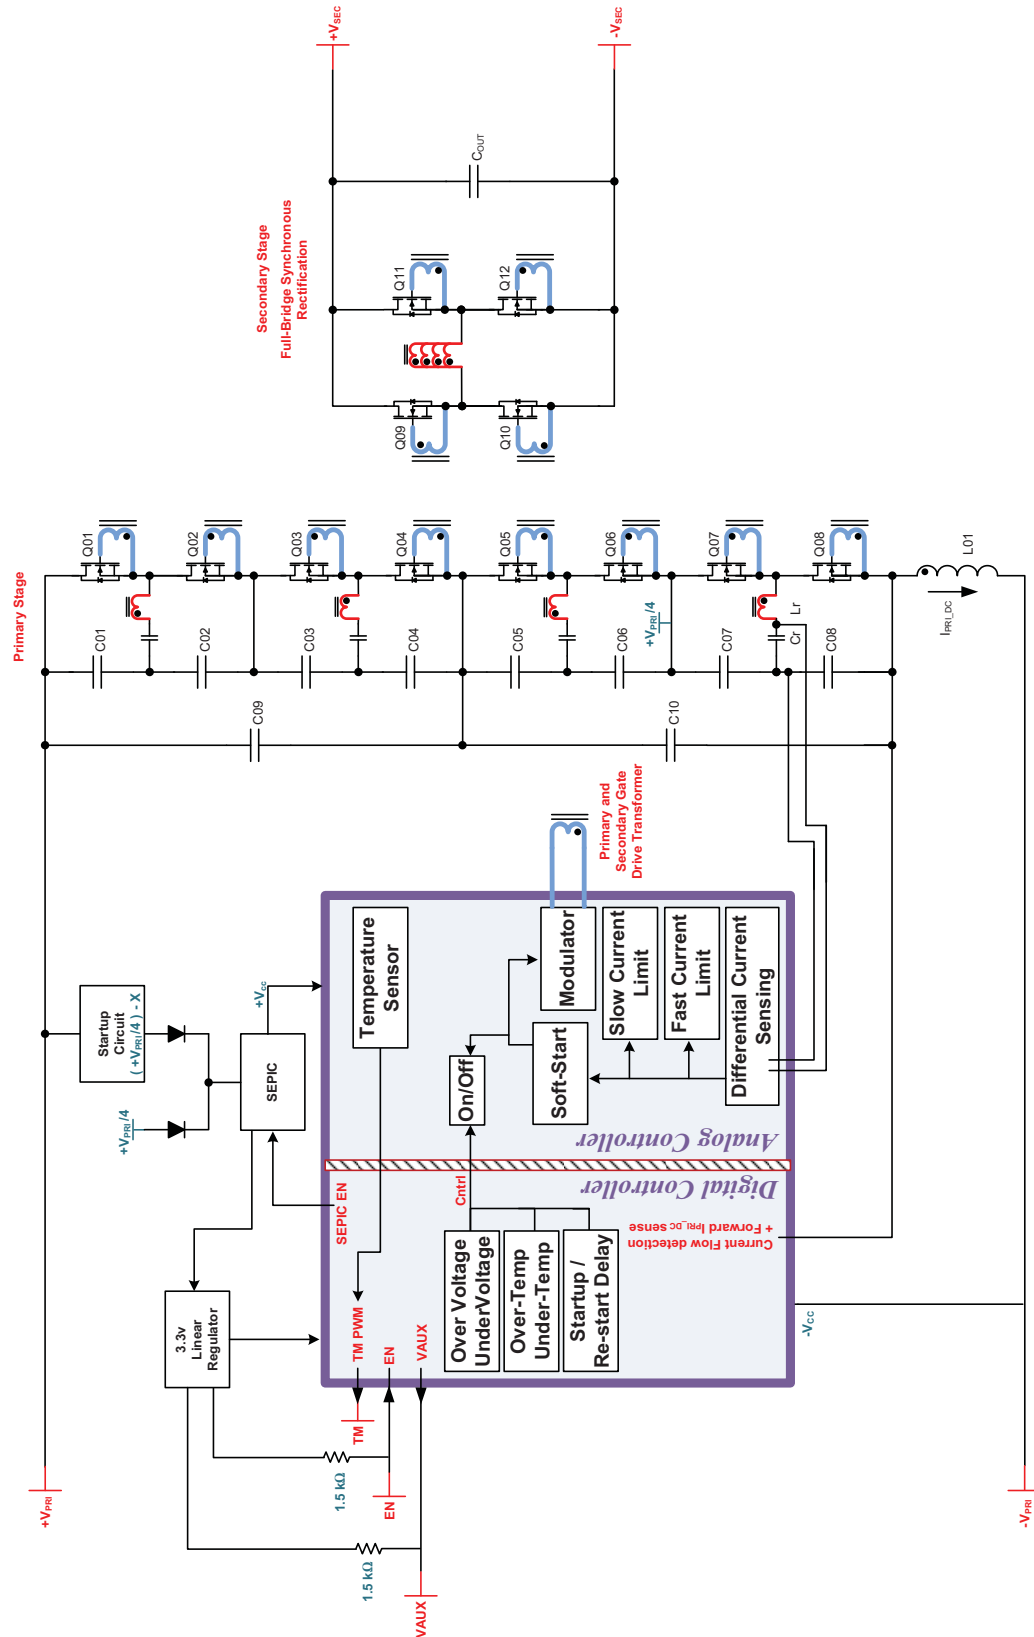 +VPRI
-VPRI
VAUX
EN
TM
1.5 kΩ
1.5 kΩ
3.3v
Linear
Regulator
+VPRI/4
Startup
Circuit
( +VPRI/4 ) - X
SEPIC
+Vcc
SEPIC EN
TM PWM
EN
VAUX
Temperature
Sensor
On/Off
Cntrl
Over Voltage
UnderVoltage
Over-Temp
Under-Temp
Startup /
Re-start Delay
Digital Controller
Analog Controller
Current Flow detection
+ Forward IPRI_DC sense
Soft-Start
Modulator
Slow Current
Limit
Fast Current
Limit
Differential Current
Sensing
-VCC
Primary and
Secondary Gate
Drive Transformer
Primary Stage
C09
C10
C01
C02
C03
C04
C05
C06
C07
C08
+VPRI/4
Cr
Lr
Q01
Q02
Q03
Q04
Q05
Q06
Q07
Q08
IPRI_DC
L01
Secondary Stage
Full-Bridge Synchronous
Rectification
Q09
Q10
Q11
Q12
COUT
+VSEC
-VSEC